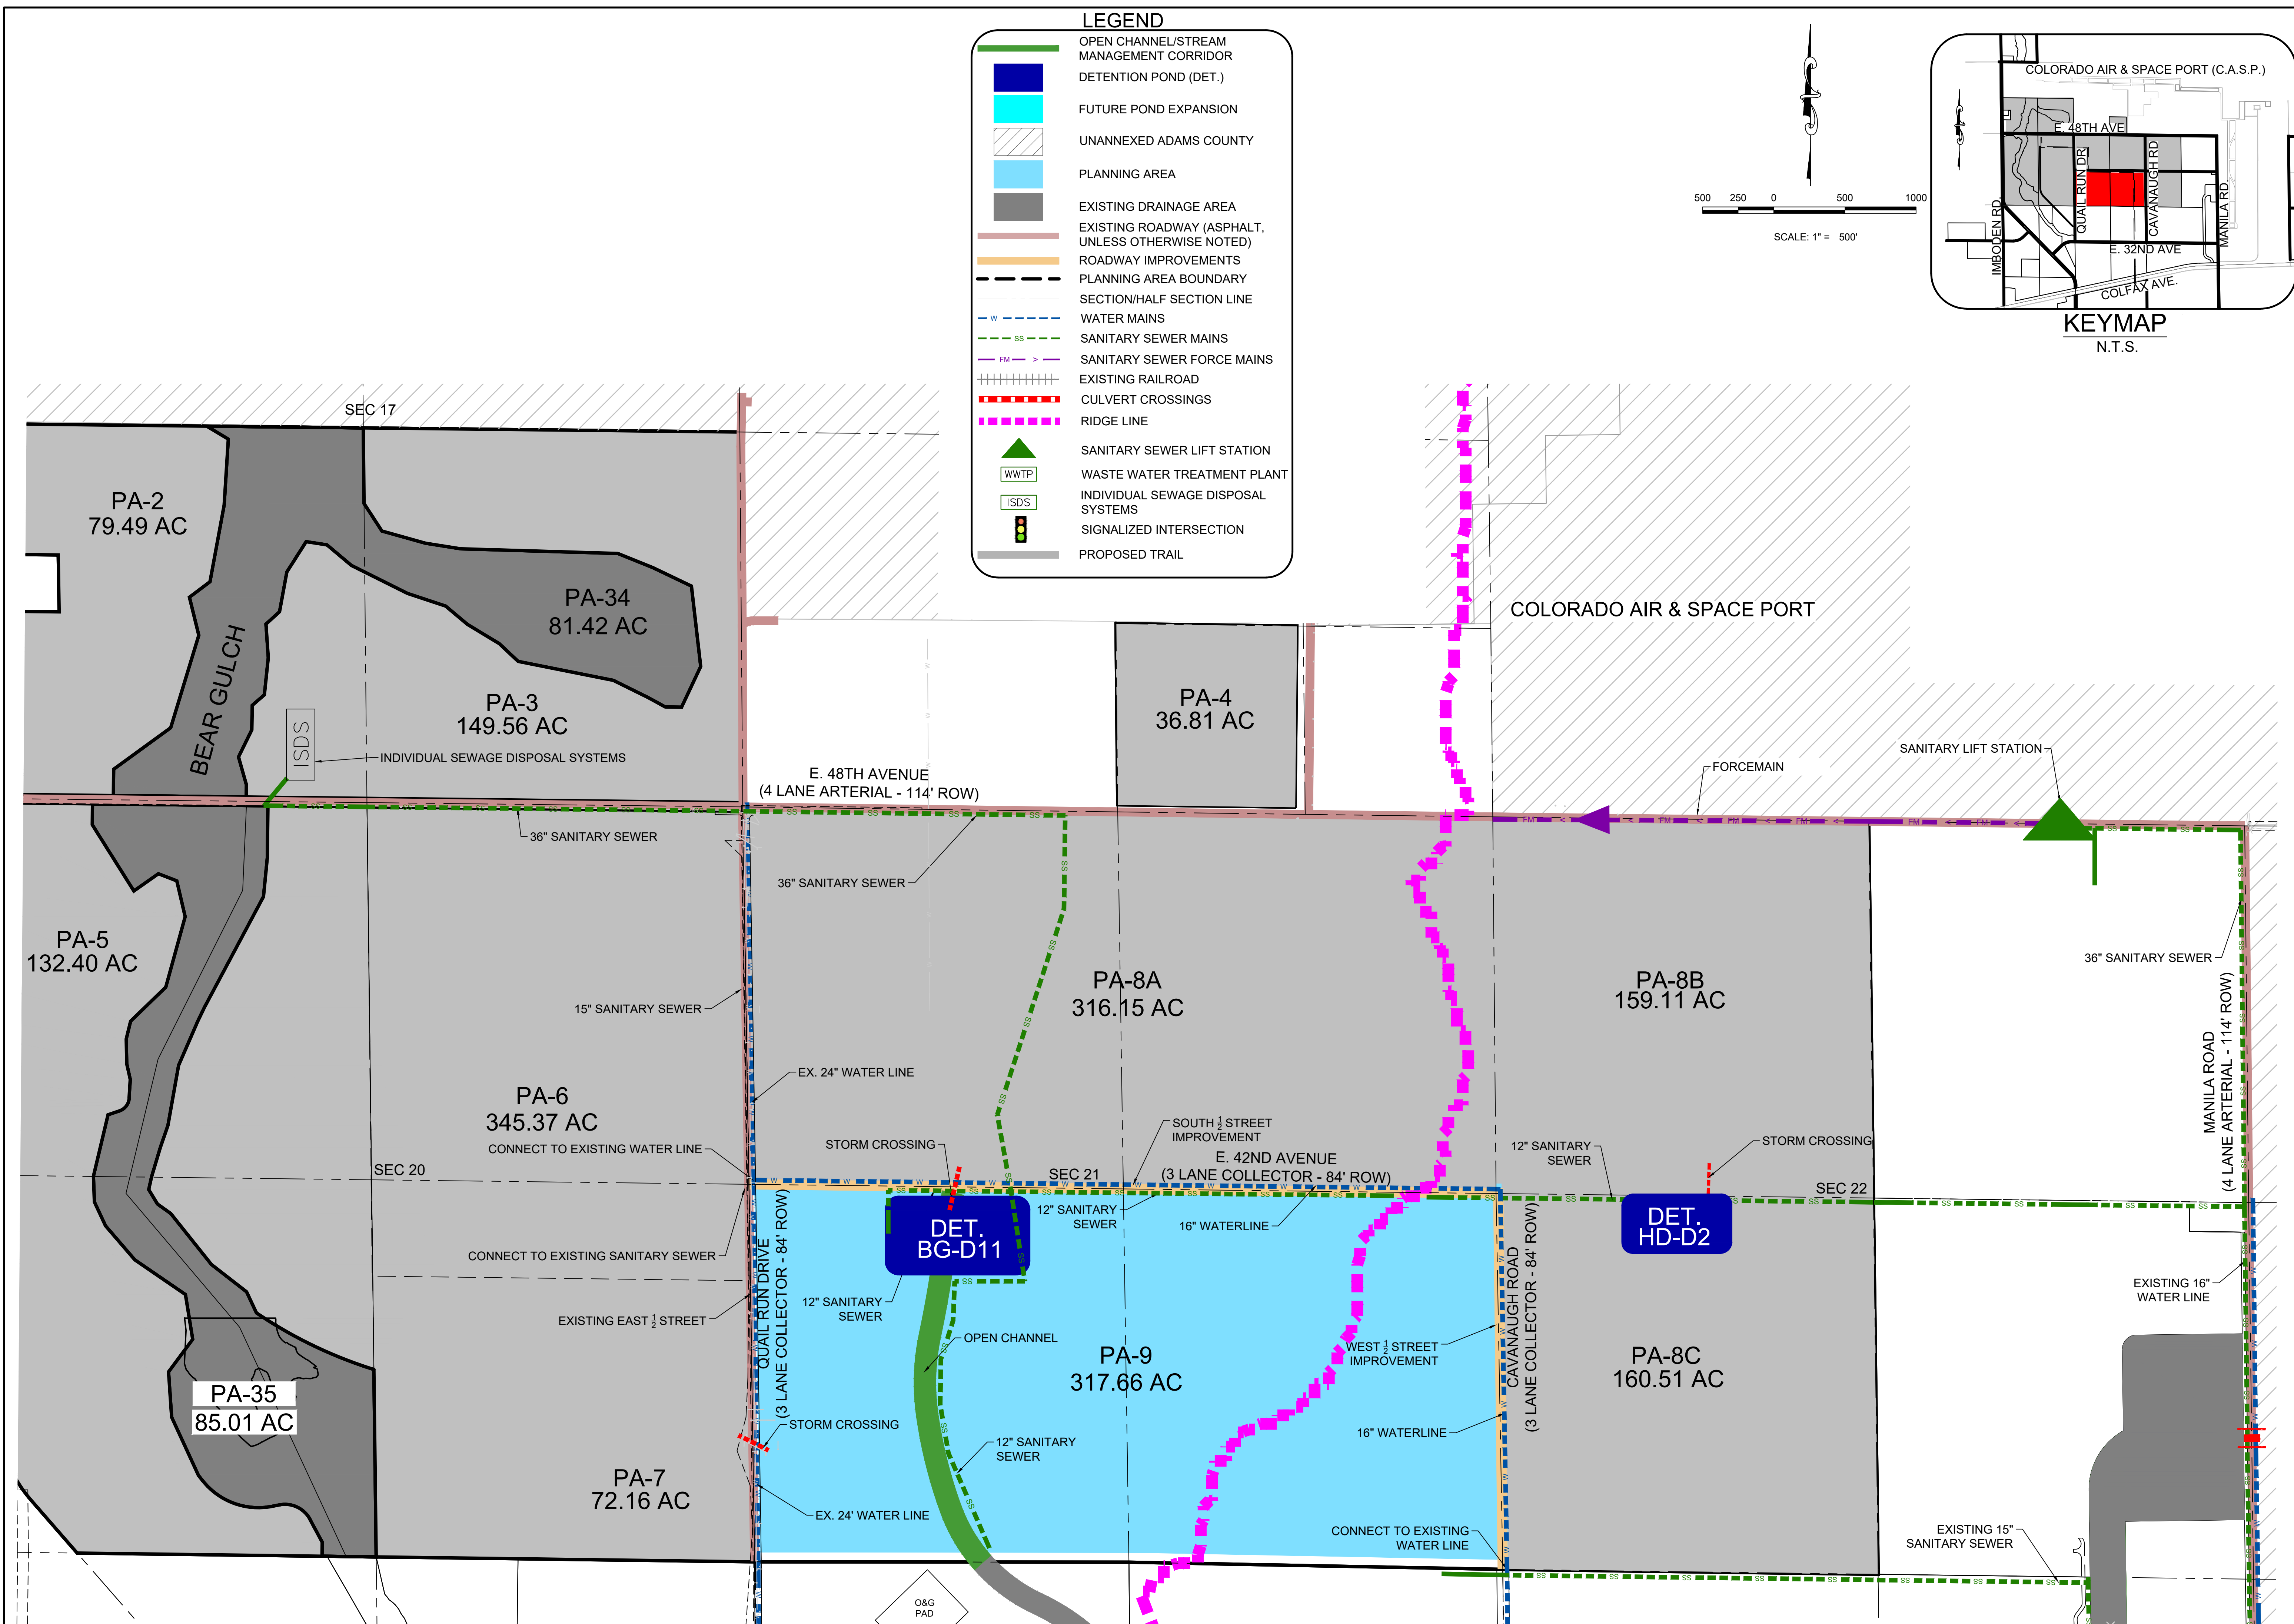 LEGEND
OPEN CHANNEL/STREAM
MANAGEMENT CORRIDOR
DETENTION POND (DET.)
FUTURE POND EXPANSION
UNANNEXED ADAMS COUNTY
PLANNING AREA
EXISTING DRAINAGE AREA
EXISTING ROADWAY (ASPHALT,
UNLESS OTHERWISE NOTED)
ROADWAY IMPROVEMENTS
PLANNING AREA BOUNDARY
SECTION/HALF SECTION LINE
W
WATER MAINS
SS
SANITARY SEWER MAINS
FM >
SANITARY SEWER FORCE MAINS
EXISTING RAILROAD
CULVERT CROSSINGS
RIDGE LINE
SANITARY SEWER LIFT STATION
WWTP
WASTE WATER TREATMENT PLANT
ISDS
INDIVIDUAL SEWAGE DISPOSAL
SYSTEMS
SIGNALIZED INTERSECTION
PROPOSED TRAIL
500 250 0 500 1000
SCALE: 1" = 500'
COLORADO AIR & SPACE PORT (C.A.S.P.)
E. 48TH AVE
QUAIL RUN DR.
CAVANAUGH RD
IMBODEN RD.
MANILA RD.
E. 32ND AVE
COLFAX AVE.
KEYMAP
N.T.S.
SEC 17
PA-2
79.49 AC
PA-34
81.42 AC
BEAR GULCH
PA-3
149.56 AC
ISDS
INDIVIDUAL SEWAGE DISPOSAL SYSTEMS
COLORADO AIR & SPACE PORT
PA-4
36.81 AC
E. 48TH AVENUE
(4 LANE ARTERIAL - 114' ROW)
FORCEMAIN
SANITARY LIFT STATION
36" SANITARY SEWER
36" SANITARY SEWER
PA-5
132.40 AC
PA-8A
316.15 AC
PA-8B
159.11 AC
36" SANITARY SEWER
MANILA ROAD
(4 LANE ARTERIAL - 114' ROW)
15" SANITARY SEWER
EX. 24" WATER LINE
PA-6
345.37 AC
CONNECT TO EXISTING WATER LINE
STORM CROSSING
SOUTH 1/2 STREET
IMPROVEMENT
E. 42ND AVENUE
(3 LANE COLLECTOR - 84' ROW)
12" SANITARY
SEWER
STORM CROSSING
SEC 20
SEC 21
SEC 22
12" SANITARY
SEWER
16" WATERLINE
DET.
BG-D11
DET.
HD-D2
CONNECT TO EXISTING SANITARY SEWER
QUAIL RUN DRIVE
(3 LANE COLLECTOR - 84' ROW)
CAVANAUGH ROAD
(3 LANE COLLECTOR - 84' ROW)
EXISTING 16"
WATER LINE
12" SANITARY
SEWER
EXISTING EAST 1/2 STREET
OPEN CHANNEL
PA-9
317.66 AC
WEST 1/2 STREET
IMPROVEMENT
PA-8C
160.51 AC
PA-35
85.01 AC
STORM CROSSING
12" SANITARY
SEWER
16" WATERLINE
PA-7
72.16 AC
EX. 24' WATER LINE
CONNECT TO EXISTING
WATER LINE
EXISTING 15"
SANITARY SEWER
O&G
PAD